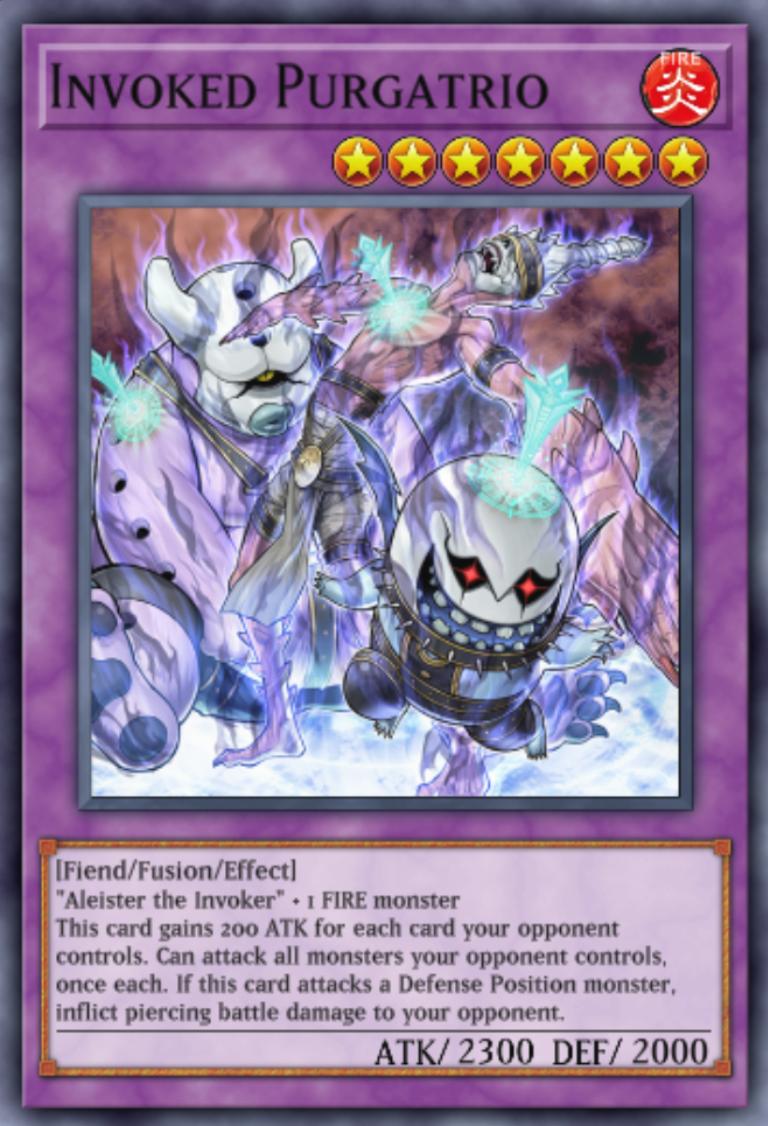 INVOKED PURGATRIO
FIRE
炎
[Fiend/Fusion/Effect]
"Aleister the Invoker" + 1 FIRE monster
This card gains 200 ATK for each card your opponent
controls. Can attack all monsters your opponent controls,
once each. If this card attacks a Defense Position monster,
inflict piercing battle damage to your opponent.
ATK/ 2300 DEF/ 2000